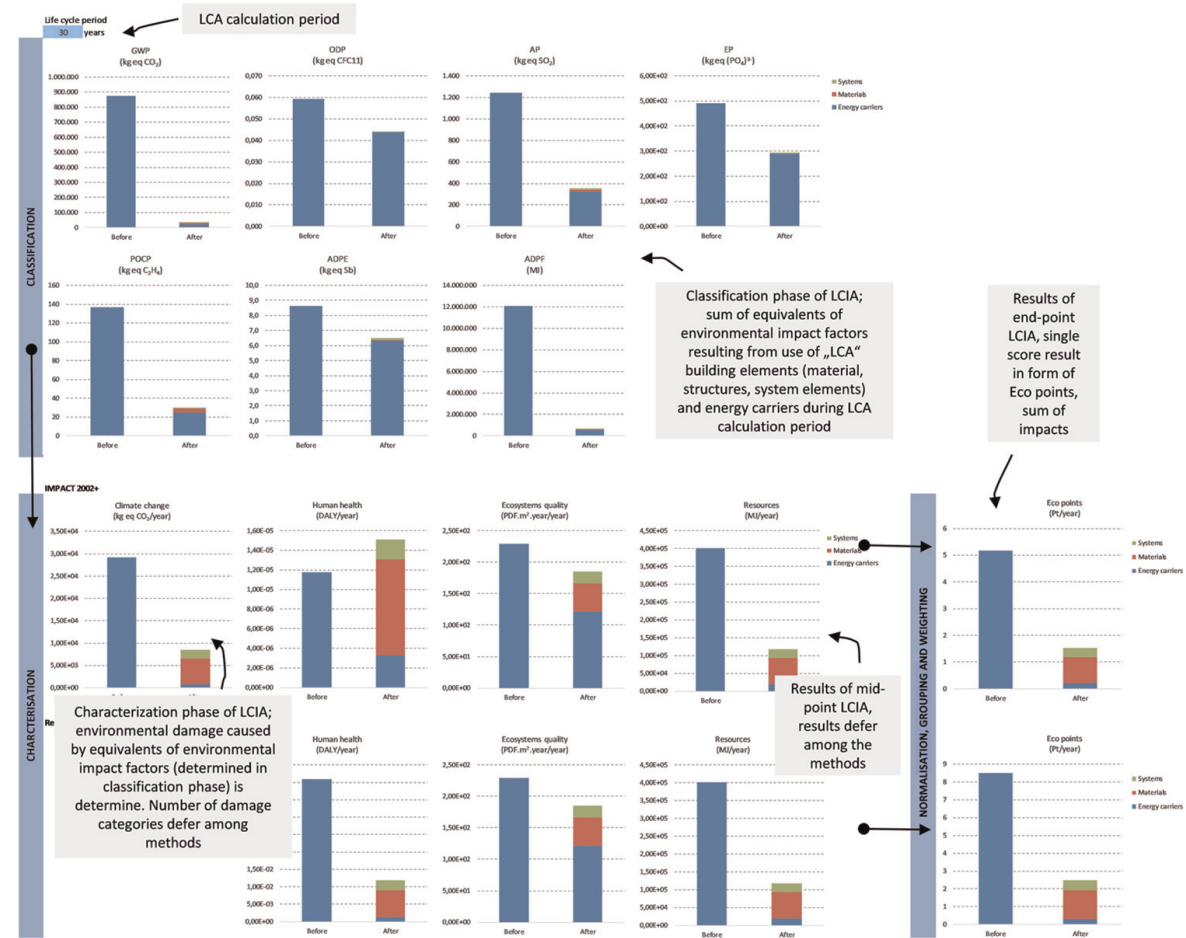 Life cycle period
30 years
LCA calculation period
CLASSIFICATION
GWP
(kg eq CO₂)
1.000.000
900.000
800.000
700.000
600.000
500.000
400.000
300.000
200.000
100.000
0
Before
After
ODP
(kg eq CFC11)
0,070
0,060
0,050
0,040
0,030
0,020
0,010
0,000
Before
After
AP
(kg eq SO₂)
1.400
1.200
1.000
800
600
400
200
0
Before
After
EP
(kg eq (PO₄)³⁻)
6,00E+02
5,00E+02
4,00E+02
3,00E+02
2,00E+02
1,00E+02
0,00E+00
Before
After
Systems
Materials
Energy carriers
POCP
(kg eq C₂H₄)
160
140
120
100
80
60
40
20
0
Before
After
ADPE
(kg eq Sb)
10,0
9,0
8,0
7,0
6,0
5,0
4,0
3,0
2,0
1,0
0,0
Before
After
ADPF
(MJ)
14.000.000
12.000.000
10.000.000
8.000.000
6.000.000
4.000.000
2.000.000
0
Before
After
Classification phase of LCIA;
sum of equivalents of
environmental impact factors
resulting from use of „LCA“
building elements (material,
structures, system elements)
and energy carriers during LCA
calculation period
Results of
end-point
LCIA, single
score result
in form of
Eco points,
sum of
impacts
CHARCTERISATION
IMPACT 2002+
Climate change
(kg eq CO₂/year)
3,50E+04
3,00E+04
2,50E+04
2,00E+04
1,50E+04
1,00E+04
5,00E+03
0,00E+00
Human health
(DALY/year)
1,60E-05
1,40E-05
1,20E-05
1,00E-05
8,00E-06
6,00E-06
4,00E-06
2,00E-06
0,00E+00
Before
After
Ecosystems quality
(PDF.m².year/year)
2,50E+02
2,00E+02
1,50E+02
1,00E+02
5,00E+01
0,00E+00
Before
After
Resources
(MJ/year)
4,50E+05
4,00E+05
3,50E+05
3,00E+05
2,50E+05
2,00E+05
1,50E+05
1,00E+05
5,00E+04
0,00E+00
Before
Systems
Materials
Energy carriers
NORMALISATION, GROUPING AND WEIGHTING
Eco points
(Pt/year)
6
5
4
3
2
1
0
Before
After
Systems
Materials
Energy carriers
Characterization phase of LCIA;
environmental damage caused
by equivalents of environmental
impact factors (determined in
classification phase) is
determine. Number of damage
categories defer among
methods
Results of mid-
point LCIA,
results defer
among the
methods
Re
Human health
(DALY/year)
1,50E-02
1,00E-02
5,00E-03
0,00E+00
Before
After
Ecosystems quality
(PDF.m².year/year)
2,50E+02
2,00E+02
1,50E+02
1,00E+02
5,00E+01
0,00E+00
Before
After
Resources
(MJ/year)
4,50E+05
4,00E+05
3,50E+05
3,00E+05
2,50E+05
2,00E+05
1,50E+05
1,00E+05
5,00E+04
0,00E+00
Before
After
Eco points
(Pt/year)
9
8
7
6
5
4
3
2
1
0
Before
After
Systems
Materials
Energy carriers